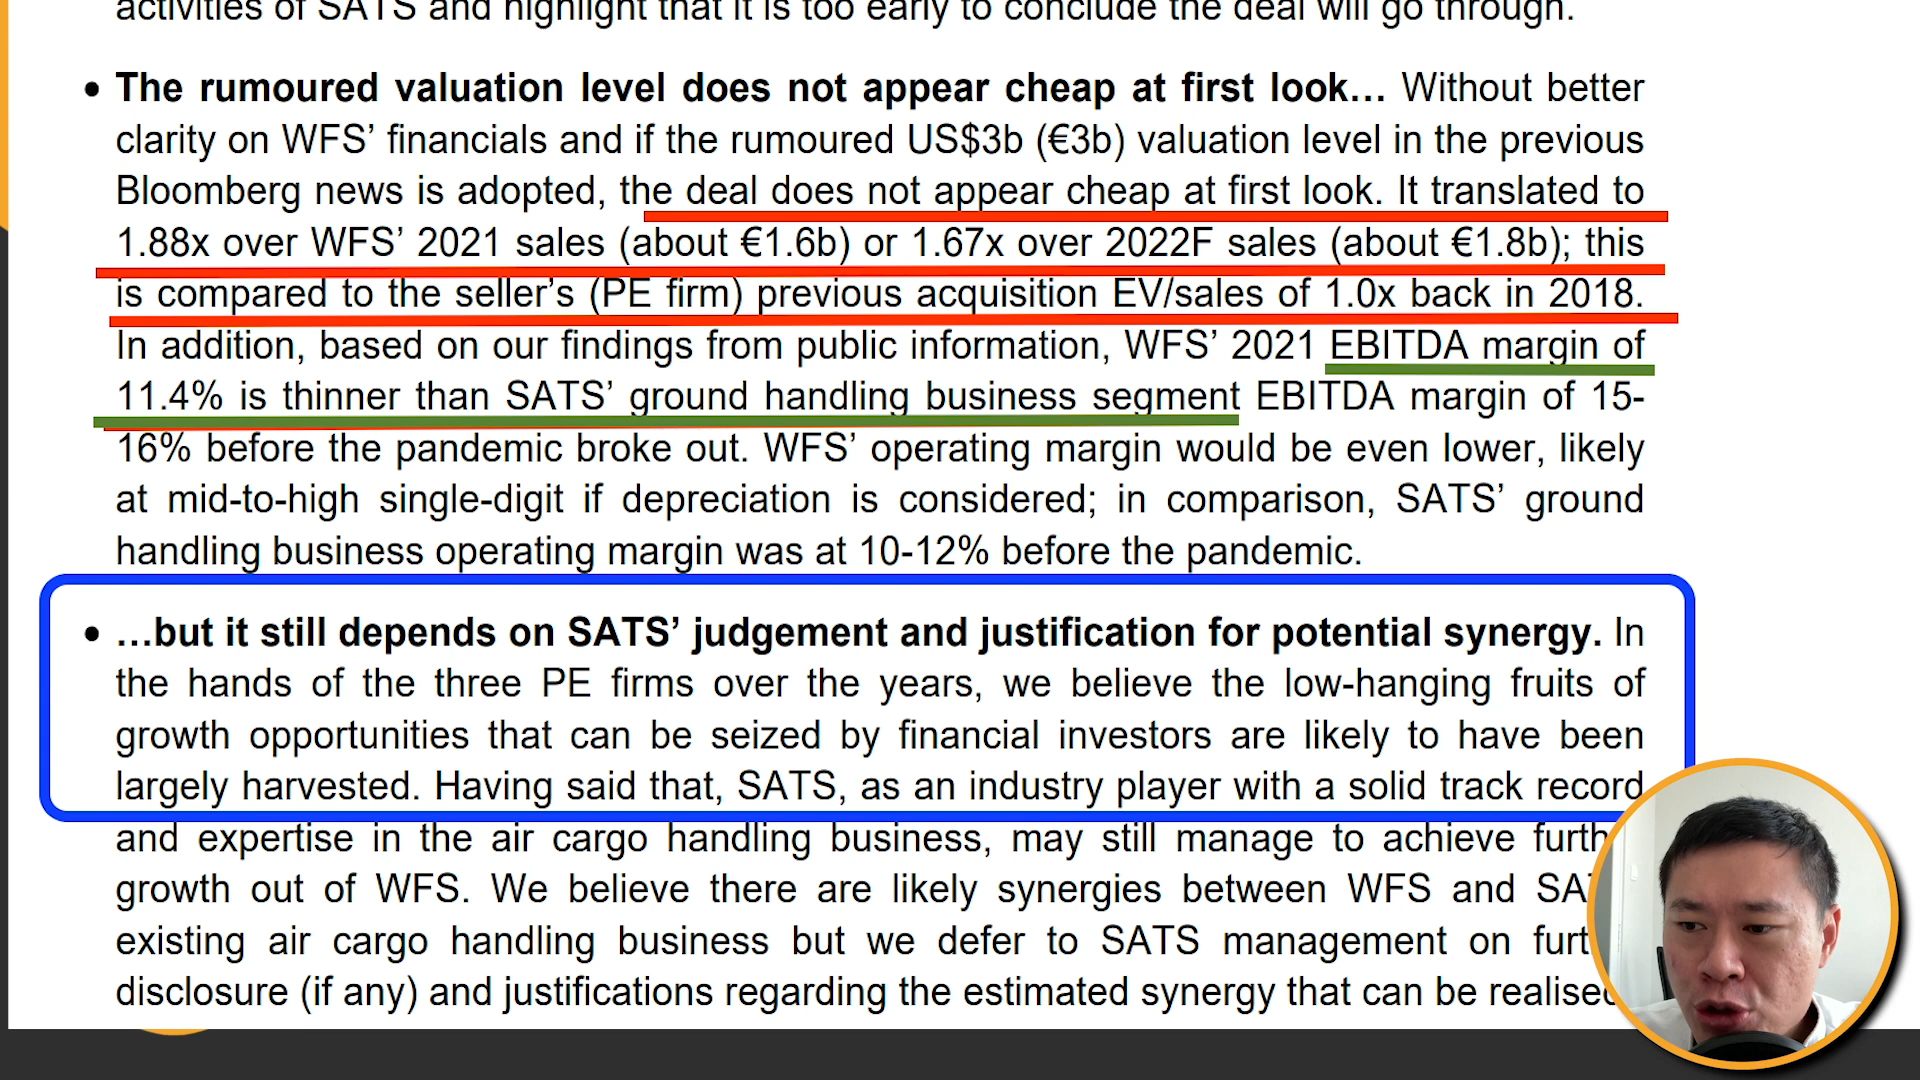 activities of SATS and highlight that it is too early to conclude the deal will go through.
• The rumoured valuation level does not appear cheap at first look… Without better
clarity on WFS’ financials and if the rumoured US$3b (€3b) valuation level in the previous
Bloomberg news is adopted, the deal does not appear cheap at first look. It translated to
1.88x over WFS’ 2021 sales (about €1.6b) or 1.67x over 2022F sales (about €1.8b); this
is compared to the seller’s (PE firm) previous acquisition EV/sales of 1.0x back in 2018.
In addition, based on our findings from public information, WFS’ 2021 EBITDA margin of
11.4% is thinner than SATS’ ground handling business segment EBITDA margin of 15-
16% before the pandemic broke out. WFS’ operating margin would be even lower, likely
at mid-to-high single-digit if depreciation is considered; in comparison, SATS’ ground
handling business operating margin was at 10-12% before the pandemic.
• …but it still depends on SATS’ judgement and justification for potential synergy. In
the hands of the three PE firms over the years, we believe the low-hanging fruits of
growth opportunities that can be seized by financial investors are likely to have been
largely harvested. Having said that, SATS, as an industry player with a solid track record
and expertise in the air cargo handling business, may still manage to achieve
growth out of WFS. We believe there are likely synergies between WFS and
existing air cargo handling business but we defer to SATS management on
disclosure (if any) and justifications regarding the estimated synergy that can be realised